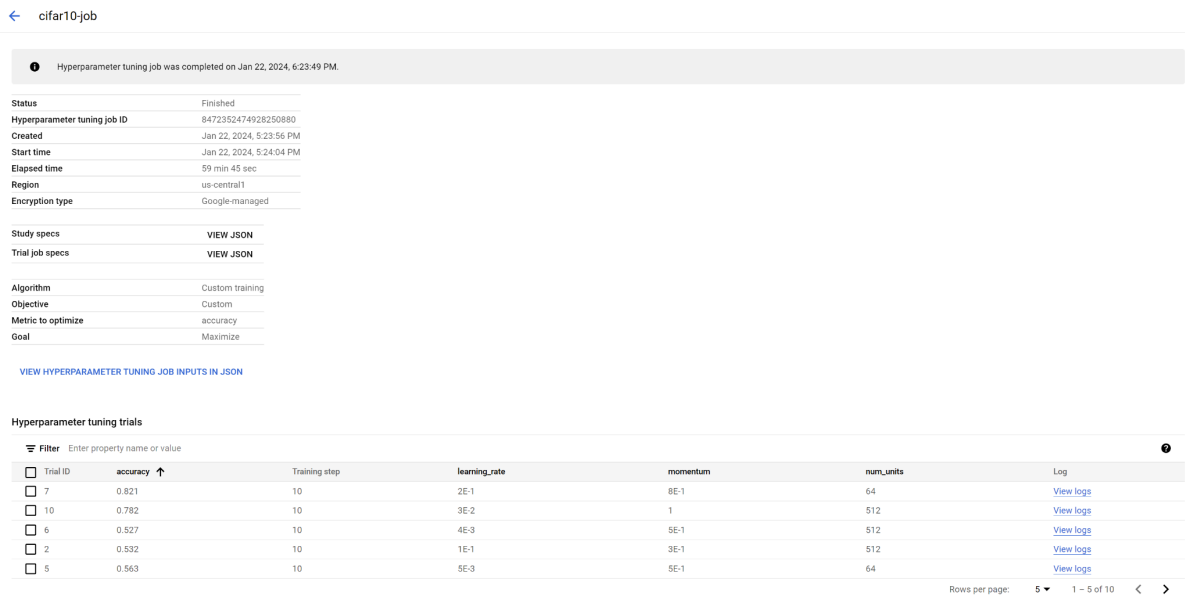 cifar10-job
Hyperparameter tuning job was completed on Jan 22, 2024, 6:23:49 PM.
Status Finished
Hyperparameter tuning job ID 8472352474928250880
Created Jan 22, 2024, 5:23:56 PM
Start time Jan 22, 2024, 5:24:04 PM
Elapsed time 59 min 45 sec
Region us-central1
Encryption type Google-managed
Study specs VIEW JSON
Trial job specs VIEW JSON
Algorithm Custom training
Objective Custom
Metric to optimize accuracy
Goal Maximize
VIEW HYPERPARAMETER TUNING JOB INPUTS IN JSON
Hyperparameter tuning trials
Filter Enter property name or value
Trial ID accuracy Training step learning_rate momentum num_units Log
7 0.821 10 2E-1 8E-1 64 View logs
10 0.782 10 3E-2 1 512 View logs
6 0.527 10 4E-3 5E-1 512 View logs
2 0.532 10 1E-1 3E-1 512 View logs
5 0.563 10 5E-3 5E-1 64 View logs
Rows per page: 5 1 – 5 of 10